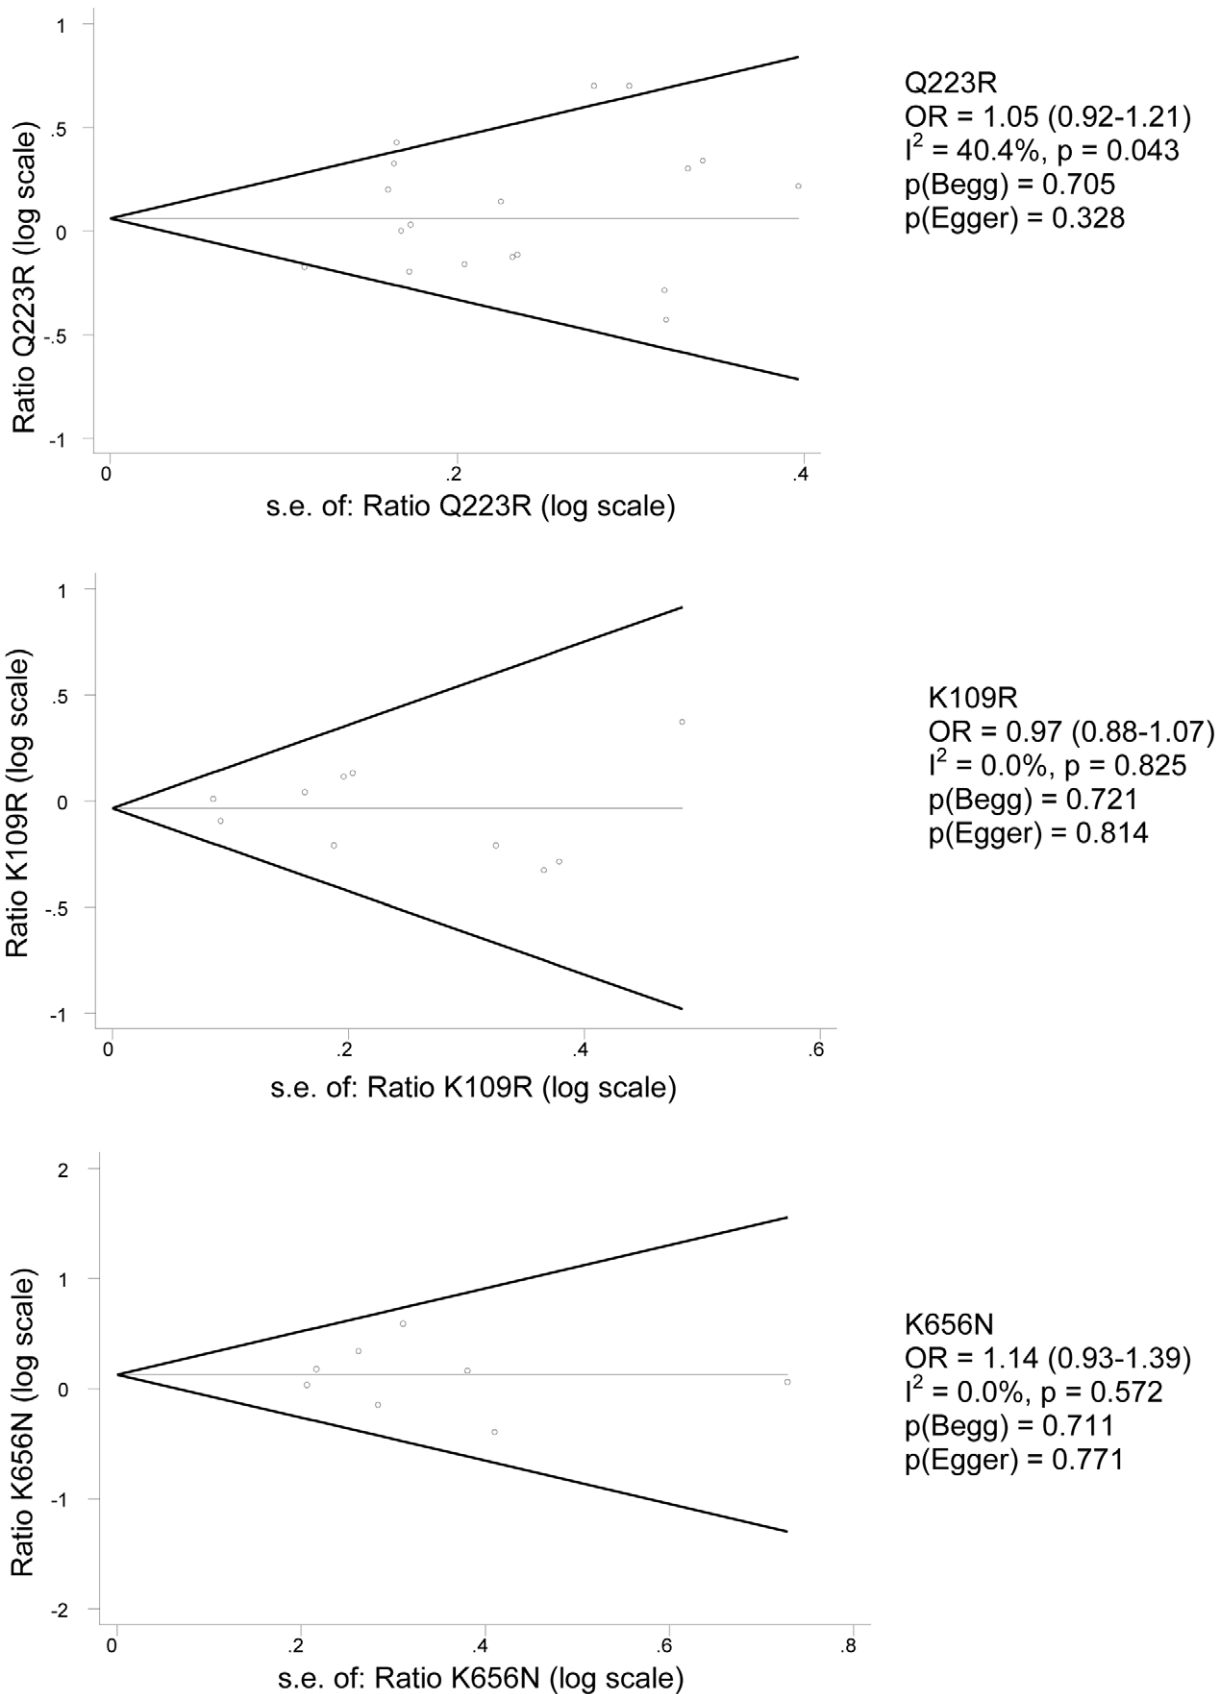 1
.5
0
-.5
-1
Ratio Q223R (log scale)
0
.2
.4
s.e. of: Ratio Q223R (log scale)
Q223R
OR = 1.05 (0.92-1.21)
I² = 40.4%, p = 0.043
p(Begg) = 0.705
p(Egger) = 0.328
1
.5
0
-.5
-1
Ratio K109R (log scale)
0
.2
.4
.6
s.e. of: Ratio K109R (log scale)
K109R
OR = 0.97 (0.88-1.07)
I² = 0.0%, p = 0.825
p(Begg) = 0.721
p(Egger) = 0.814
2
1
0
-1
-2
Ratio K656N (log scale)
0
.2
.4
.6
.8
s.e. of: Ratio K656N (log scale)
K656N
OR = 1.14 (0.93-1.39)
I² = 0.0%, p = 0.572
p(Begg) = 0.711
p(Egger) = 0.771